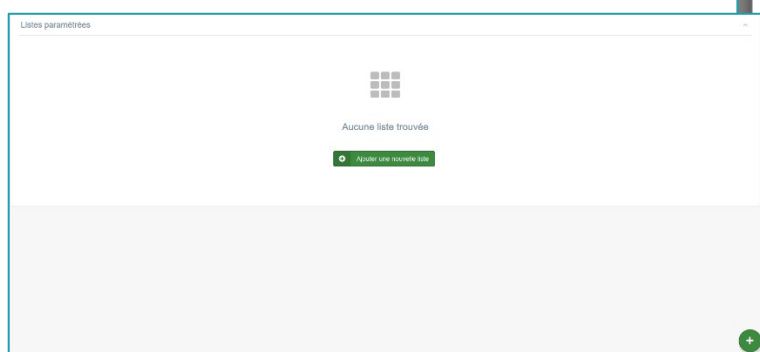 Listes paramétrées
Aucune liste trouvée
Ajouter une nouvelle liste